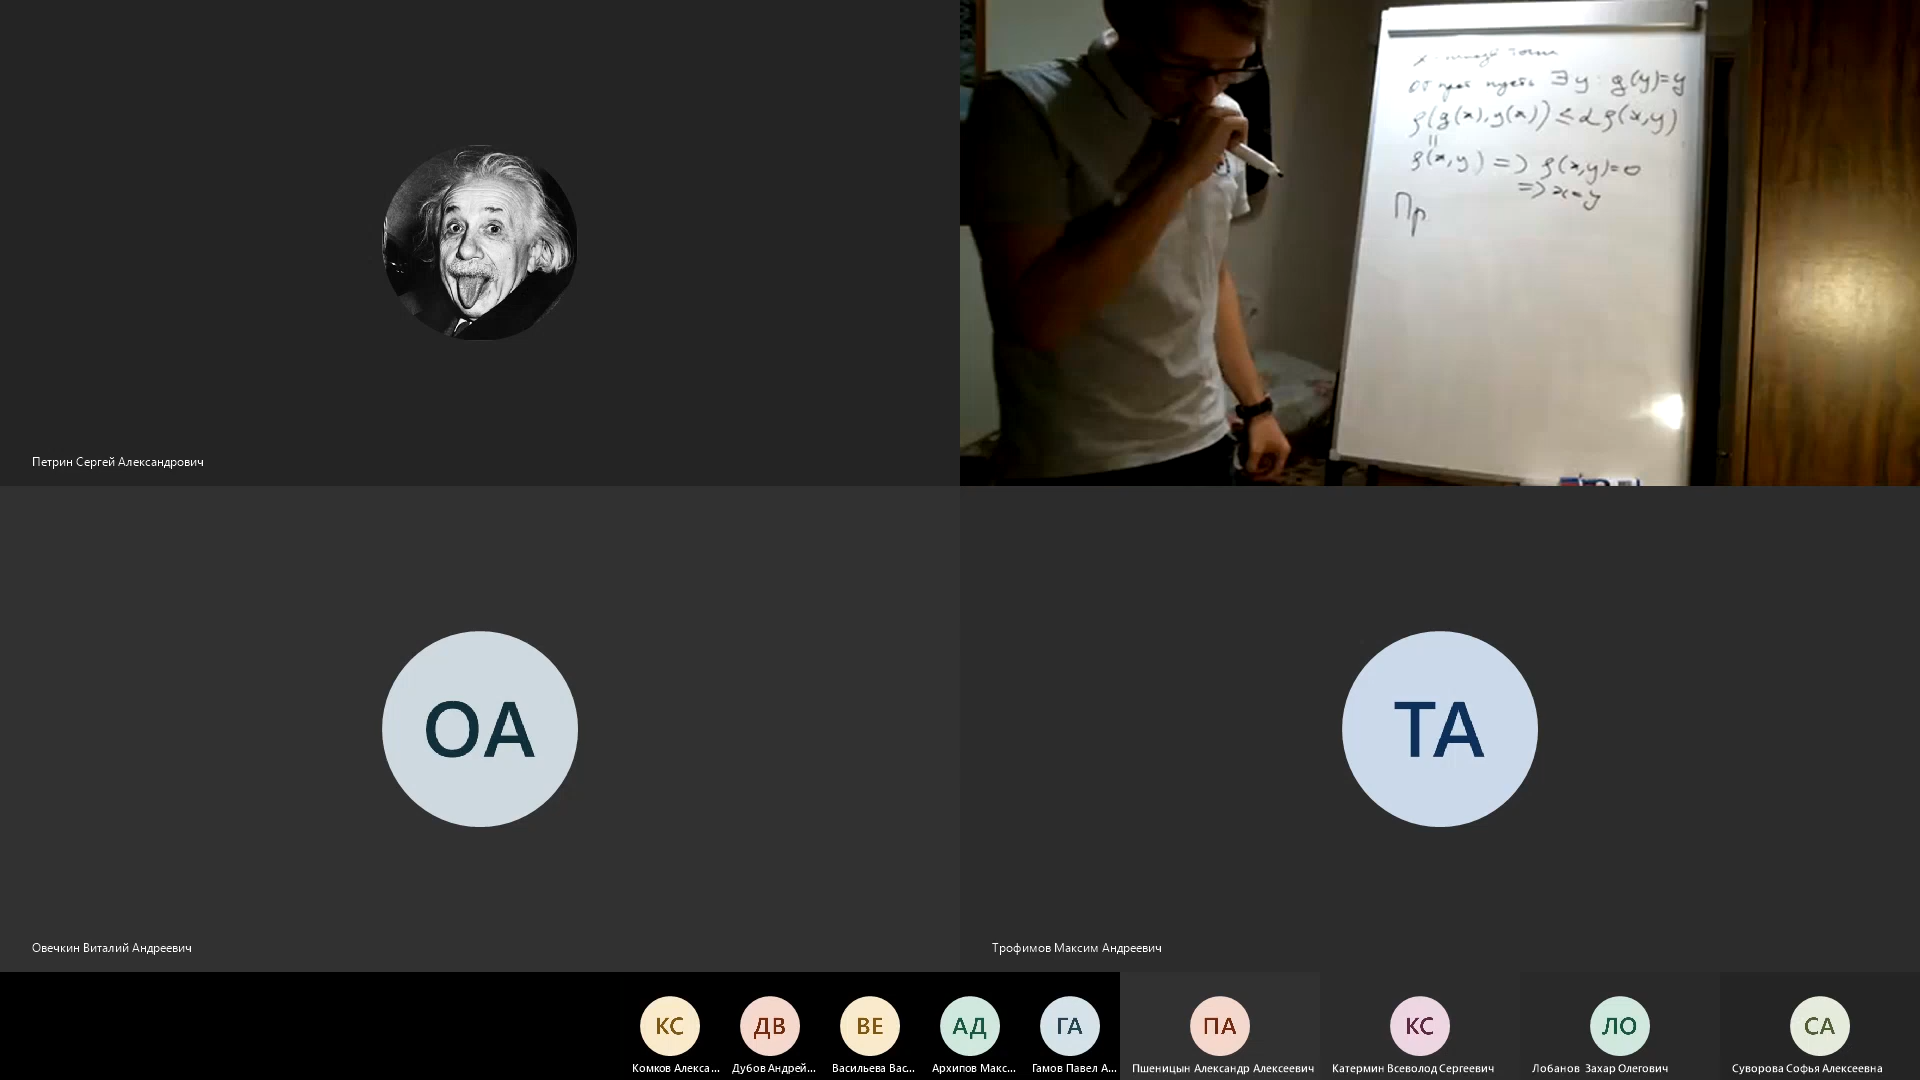 От прот пусть ∃ y : g(y)=y
ρ(g(x),y(x)) ≤ αρ(x,y)
||
ρ(x,y) => ρ(x,y)=0
=> x=y
Пр.
Петрин Сергей Александрович
ОА
ТА
Овечкин Виталий Андреевич
Трофимов Максим Андреевич
КС
ДВ
ВЕ
АД
ГА
ПА
КС
ЛО
СА
Комков Алекса...
Дубов Андрей...
Васильева Вас...
Архипов Макс...
Гамов Павел А...
Пшеницын Александр Алексеевич
Катермин Всеволод Сергеевич
Лобанов Захар Олегович
Суворова Софья Алексеевна